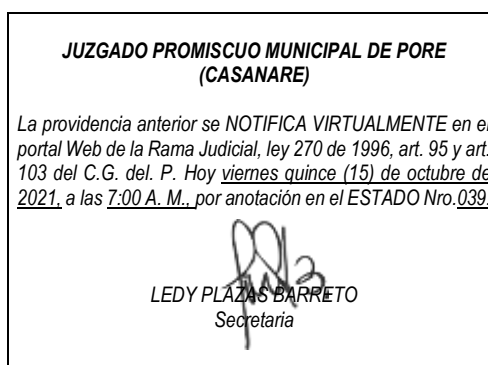 JUZGADO PROMISCUO MUNICIPAL DE PORE
(CASANARE)
La providencia anterior se NOTIFICA VIRTUALMENTE en el
portal Web de la Rama Judicial, ley 270 de 1996, art. 95 y art.
103 del C.G. del. P. Hoy viernes quince (15) de octubre de
2021, a las 7:00 A. M., por anotación en el ESTADO Nro.039.
LEDY PLAZAS BARRETO
Secretaria